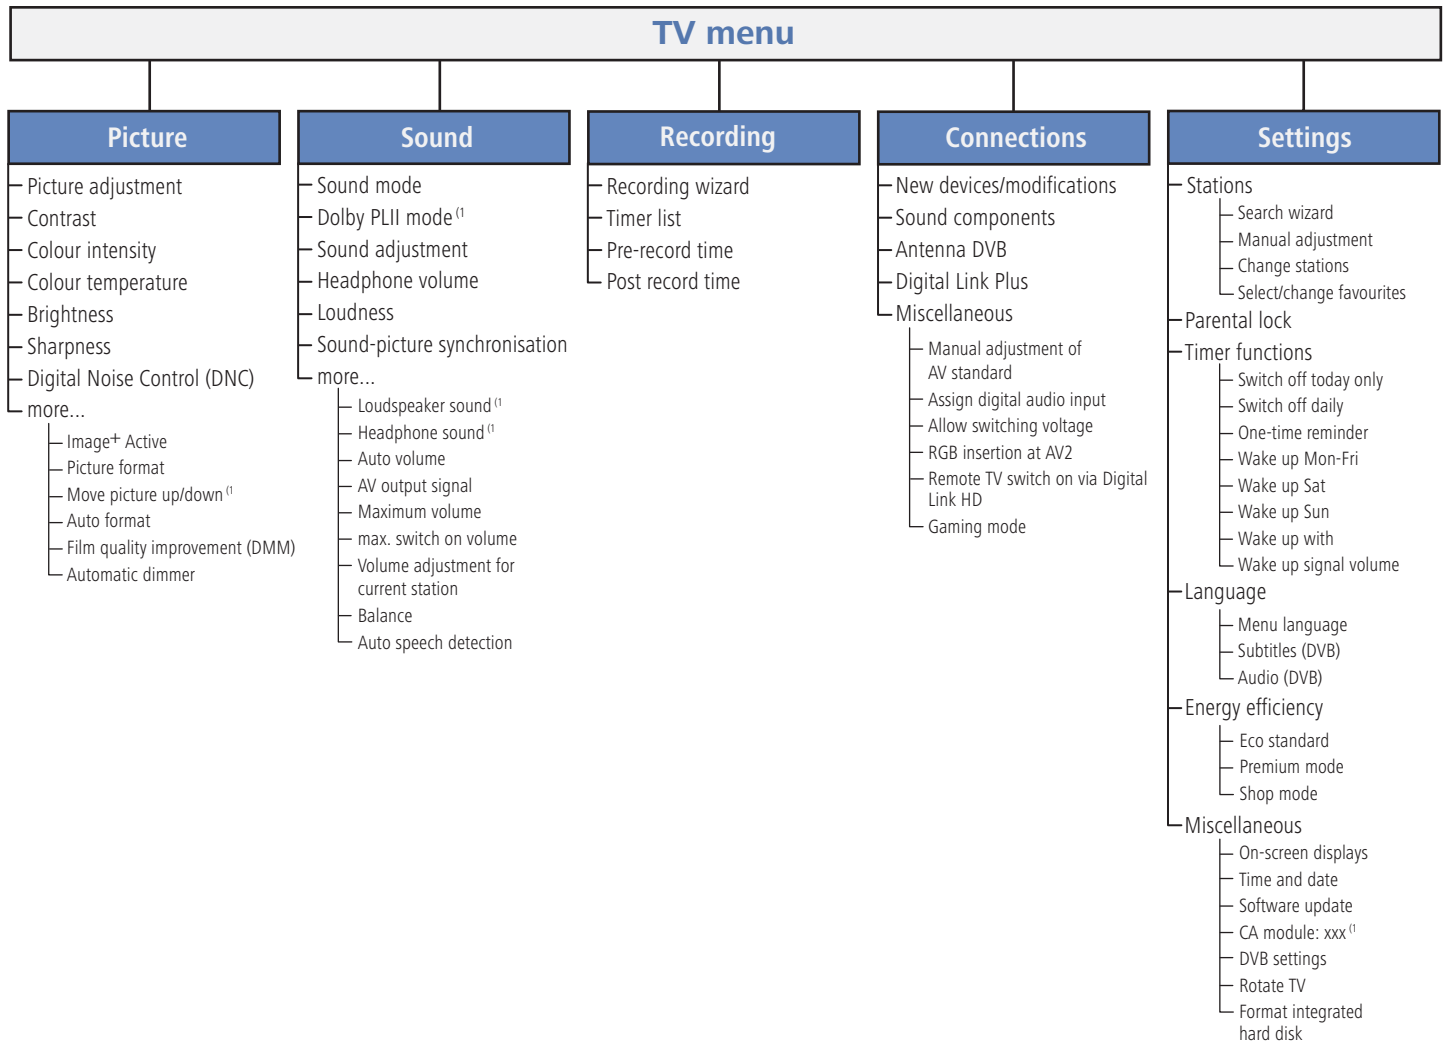 TV menu
Picture
Picture adjustment
Contrast
Colour intensity
Colour temperature
Brightness
Sharpness
Digital Noise Control (DNC)
more...
Image+ Active
Picture format
Move picture up/down (1
Auto format
Film quality improvement (DMM)
Automatic dimmer
Sound
Sound mode
Dolby PLII mode (1
Sound adjustment
Headphone volume
Loudness
Sound-picture synchronisation
more...
Loudspeaker sound (1
Headphone sound (1
Auto volume
AV output signal
Maximum volume
max. switch on volume
Volume adjustment for
current station
Balance
Auto speech detection
Recording
Recording wizard
Timer list
Pre-record time
Post record time
Connections
New devices/modifications
Sound components
Antenna DVB
Digital Link Plus
Miscellaneous
Manual adjustment of
AV standard
Assign digital audio input
Allow switching voltage
RGB insertion at AV2
Remote TV switch on via Digital
Link HD
Gaming mode
Settings
Stations
Search wizard
Manual adjustment
Change stations
Select/change favourites
Parental lock
Timer functions
Switch off today only
Switch off daily
One-time reminder
Wake up Mon-Fri
Wake up Sat
Wake up Sun
Wake up with
Wake up signal volume
Language
Menu language
Subtitles (DVB)
Audio (DVB)
Energy efficiency
Eco standard
Premium mode
Shop mode
Miscellaneous
On-screen displays
Time and date
Software update
CA module: xxx (1
DVB settings
Rotate TV
Format integrated
hard disk